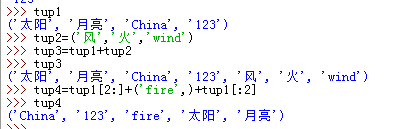 >>> tup1
('太阳', '月亮', 'China', '123')
>>> tup2=('风','火','wind')
>>> tup3=tup1+tup2
>>> tup3
('太阳', '月亮', 'China', '123', '风', '火', 'wind')
>>> tup4=tup1[2:]+('fire',)+tup1[:2]
>>> tup4
('China', '123', 'fire', '太阳', '月亮')